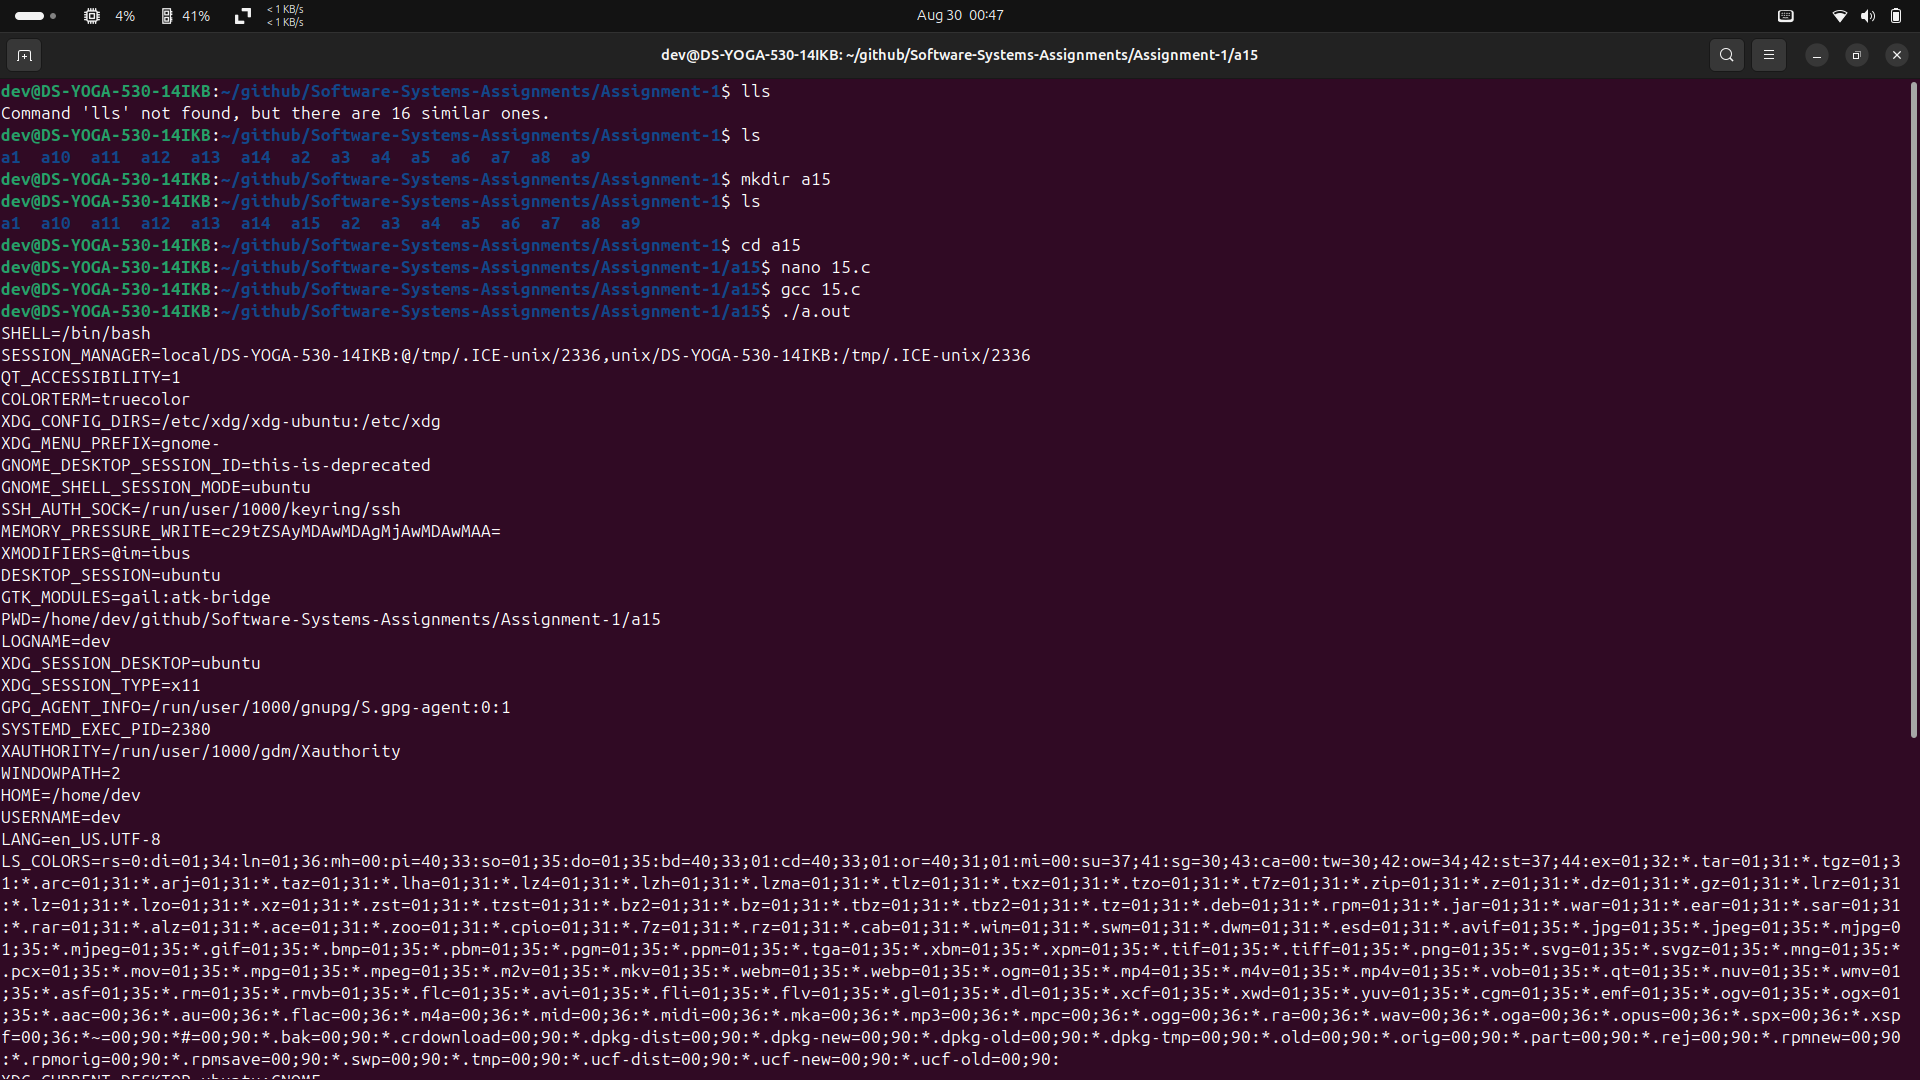 4%
41%
< 1 KB/s
< 1 KB/s
Aug 30 00:47
dev@DS-YOGA-530-14IKB: ~/github/Software-Systems-Assignments/Assignment-1/a15
dev@DS-YOGA-530-14IKB:~/github/Software-Systems-Assignments/Assignment-1$ lls
Command 'lls' not found, but there are 16 similar ones.
dev@DS-YOGA-530-14IKB:~/github/Software-Systems-Assignments/Assignment-1$ ls
a1  a10  a11  a12  a13  a14  a2  a3  a4  a5  a6  a7  a8  a9
dev@DS-YOGA-530-14IKB:~/github/Software-Systems-Assignments/Assignment-1$ mkdir a15
dev@DS-YOGA-530-14IKB:~/github/Software-Systems-Assignments/Assignment-1$ ls
a1  a10  a11  a12  a13  a14  a15  a2  a3  a4  a5  a6  a7  a8  a9
dev@DS-YOGA-530-14IKB:~/github/Software-Systems-Assignments/Assignment-1$ cd a15
dev@DS-YOGA-530-14IKB:~/github/Software-Systems-Assignments/Assignment-1/a15$ nano 15.c
dev@DS-YOGA-530-14IKB:~/github/Software-Systems-Assignments/Assignment-1/a15$ gcc 15.c
dev@DS-YOGA-530-14IKB:~/github/Software-Systems-Assignments/Assignment-1/a15$ ./a.out
SHELL=/bin/bash
SESSION_MANAGER=local/DS-YOGA-530-14IKB:@/tmp/.ICE-unix/2336,unix/DS-YOGA-530-14IKB:/tmp/.ICE-unix/2336
QT_ACCESSIBILITY=1
COLORTERM=truecolor
XDG_CONFIG_DIRS=/etc/xdg/xdg-ubuntu:/etc/xdg
XDG_MENU_PREFIX=gnome-
GNOME_DESKTOP_SESSION_ID=this-is-deprecated
GNOME_SHELL_SESSION_MODE=ubuntu
SSH_AUTH_SOCK=/run/user/1000/keyring/ssh
MEMORY_PRESSURE_WRITE=c29tZSAyMDAwMDAgMjAwMDAwMAA=
XMODIFIERS=@im=ibus
DESKTOP_SESSION=ubuntu
GTK_MODULES=gail:atk-bridge
PWD=/home/dev/github/Software-Systems-Assignments/Assignment-1/a15
LOGNAME=dev
XDG_SESSION_DESKTOP=ubuntu
XDG_SESSION_TYPE=x11
GPG_AGENT_INFO=/run/user/1000/gnupg/S.gpg-agent:0:1
SYSTEMD_EXEC_PID=2380
XAUTHORITY=/run/user/1000/gdm/Xauthority
WINDOWPATH=2
HOME=/home/dev
USERNAME=dev
LANG=en_US.UTF-8
LS_COLORS=rs=0:di=01;34:ln=01;36:mh=00:pi=40;33:so=01;35:do=01;35:bd=40;33;01:cd=40;33;01:or=40;31;01:mi=00:su=37;41:sg=30;43:ca=00:tw=30;42:ow=34;42:st=37;44:ex=01;32:*.tar=01;31:*.tgz=01;3
1:*.arc=01;31:*.arj=01;31:*.taz=01;31:*.lha=01;31:*.lz4=01;31:*.lzh=01;31:*.lzma=01;31:*.tlz=01;31:*.txz=01;31:*.tzo=01;31:*.t7z=01;31:*.zip=01;31:*.z=01;31:*.dz=01;31:*.gz=01;31:*.lrz=01;31
:*.lz=01;31:*.lzo=01;31:*.xz=01;31:*.zst=01;31:*.tzst=01;31:*.bz2=01;31:*.bz=01;31:*.tbz=01;31:*.tbz2=01;31:*.tz=01;31:*.deb=01;31:*.rpm=01;31:*.jar=01;31:*.war=01;31:*.ear=01;31:*.sar=01;31
:*.rar=01;31:*.alz=01;31:*.ace=01;31:*.zoo=01;31:*.cpio=01;31:*.7z=01;31:*.rz=01;31:*.cab=01;31:*.wim=01;31:*.swm=01;31:*.dwm=01;31:*.esd=01;31:*.avif=01;35:*.jpg=01;35:*.jpeg=01;35:*.mjpg=0
1;35:*.mjpeg=01;35:*.gif=01;35:*.bmp=01;35:*.pbm=01;35:*.pgm=01;35:*.ppm=01;35:*.tga=01;35:*.xbm=01;35:*.xpm=01;35:*.tif=01;35:*.tiff=01;35:*.png=01;35:*.svg=01;35:*.svgz=01;35:*.mng=01;35:*
.pcx=01;35:*.mov=01;35:*.mpg=01;35:*.mpeg=01;35:*.m2v=01;35:*.mkv=01;35:*.webm=01;35:*.webp=01;35:*.ogm=01;35:*.mp4=01;35:*.m4v=01;35:*.mp4v=01;35:*.vob=01;35:*.qt=01;35:*.nuv=01;35:*.wmv=01
;35:*.asf=01;35:*.rm=01;35:*.rmvb=01;35:*.flc=01;35:*.avi=01;35:*.fli=01;35:*.flv=01;35:*.gl=01;35:*.dl=01;35:*.xcf=01;35:*.xwd=01;35:*.yuv=01;35:*.cgm=01;35:*.emf=01;35:*.ogv=01;35:*.ogx=01
;35:*.aac=00;36:*.au=00;36:*.flac=00;36:*.m4a=00;36:*.mid=00;36:*.midi=00;36:*.mka=00;36:*.mp3=00;36:*.mpc=00;36:*.ogg=00;36:*.ra=00;36:*.wav=00;36:*.oga=00;36:*.opus=00;36:*.spx=00;36:*.xsp
f=00;36:*~=00;90:*#=00;90:*.bak=00;90:*.crdownload=00;90:*.dpkg-dist=00;90:*.dpkg-new=00;90:*.dpkg-old=00;90:*.dpkg-tmp=00;90:*.old=00;90:*.orig=00;90:*.part=00;90:*.rej=00;90:*.rpmnew=00;90
:*.rpmorig=00;90:*.rpmsave=00;90:*.swp=00;90:*.tmp=00;90:*.ucf-dist=00;90:*.ucf-new=00;90:*.ucf-old=00;90:
XDG_CURRENT_DESKTOP=ubuntu:GNOME